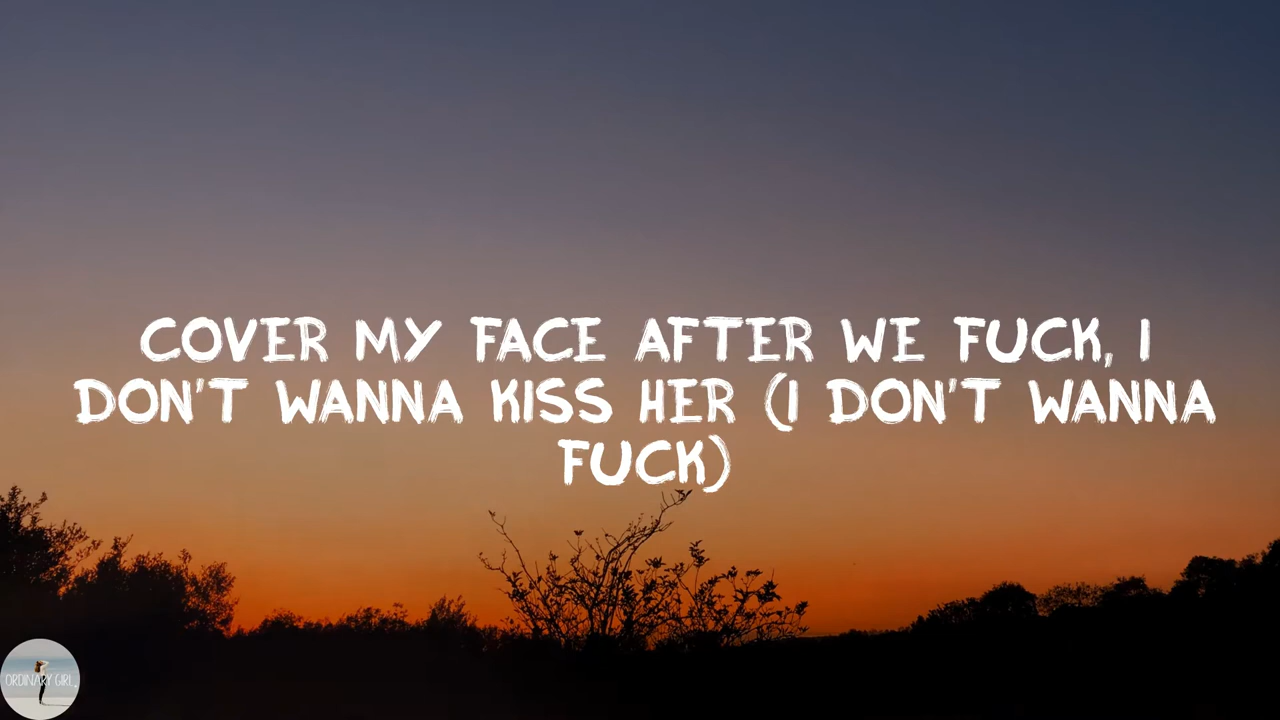 COVER MY FACE AFTER WE FUCK, I
DON'T WANNA KISS HER (I DON'T WANNA
FUCK)
ORDINARY GIRL